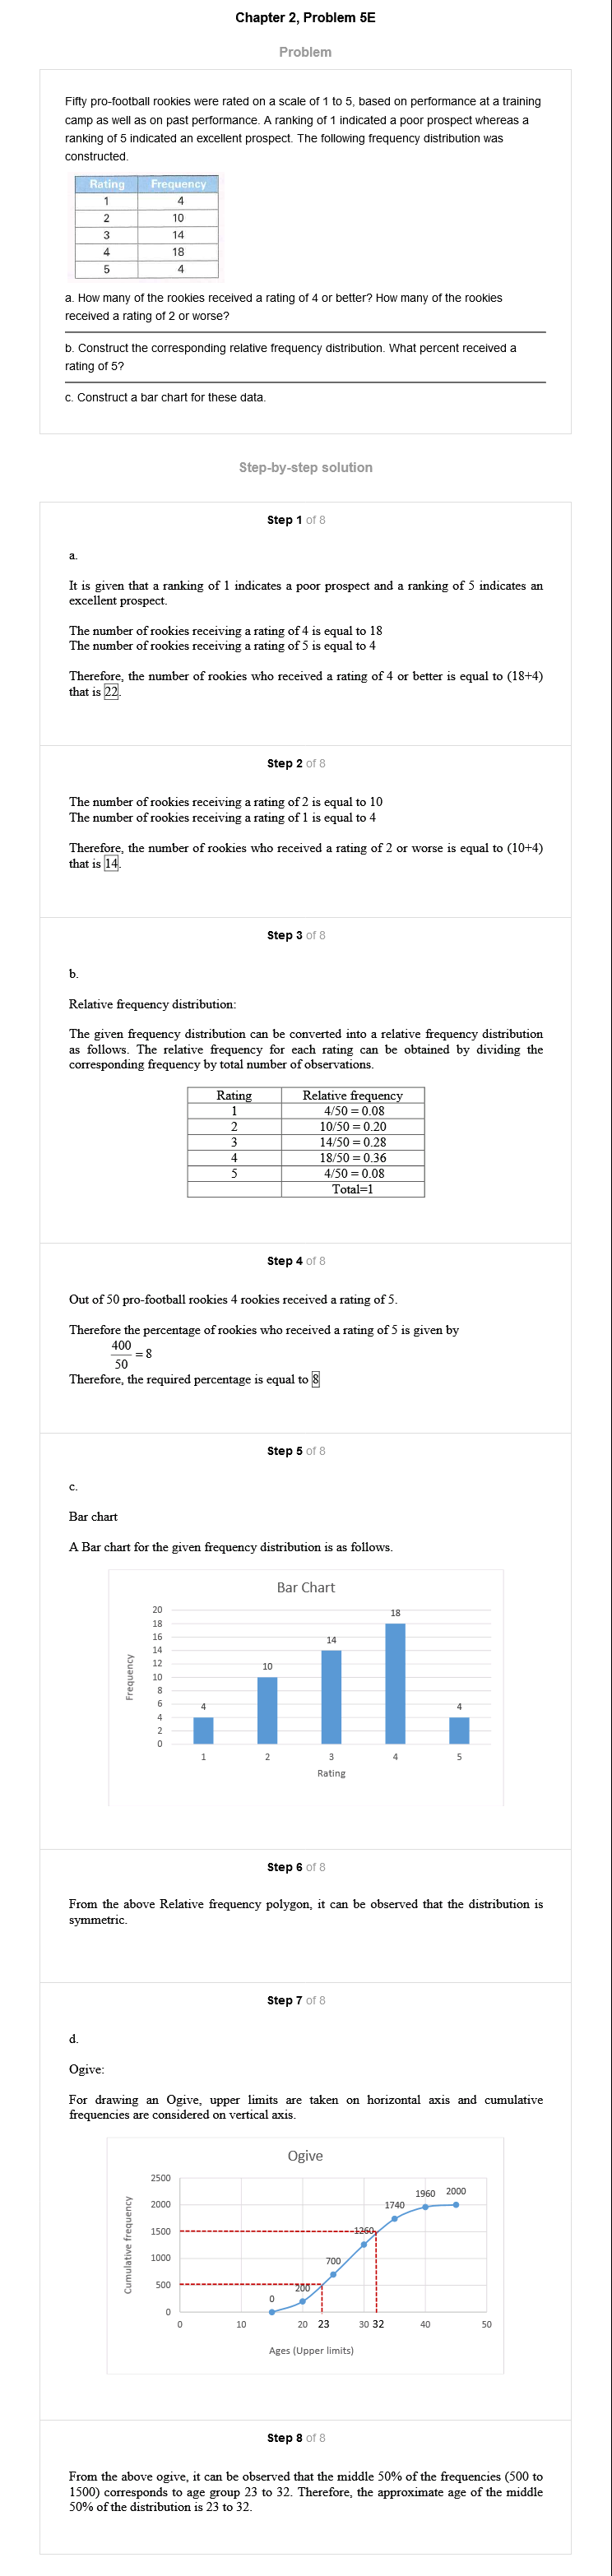 Chapter 2, Problem 5E
Problem
Fifty pro-football rookies were rated on a scale of 1 to 5, based on performance at a training
camp as well as on past performance. A ranking of 1 indicated a poor prospect whereas a
ranking of 5 indicated an excellent prospect. The following frequency distribution was
constructed.
Rating Frequency
1 4
2 10
3 14
4 18
5 4
a. How many of the rookies received a rating of 4 or better? How many of the rookies
received a rating of 2 or worse?
b. Construct the corresponding relative frequency distribution. What percent received a
rating of 5?
c. Construct a bar chart for these data.
Step-by-step solution
Step 1 of 8
a.
It is given that a ranking of 1 indicates a poor prospect and a ranking of 5 indicates an
excellent prospect.
The number of rookies receiving a rating of 4 is equal to 18
The number of rookies receiving a rating of 5 is equal to 4
Therefore, the number of rookies who received a rating of 4 or better is equal to (18+4)
that is 22.
Step 2 of 8
The number of rookies receiving a rating of 2 is equal to 10
The number of rookies receiving a rating of 1 is equal to 4
Therefore, the number of rookies who received a rating of 2 or worse is equal to (10+4)
that is 14.
Step 3 of 8
b.
Relative frequency distribution:
The given frequency distribution can be converted into a relative frequency distribution
as follows. The relative frequency for each rating can be obtained by dividing the
corresponding frequency by total number of observations.
Rating Relative frequency
1 4/50 = 0.08
2 10/50 = 0.20
3 14/50 = 0.28
4 18/50 = 0.36
5 4/50 = 0.08
Total=1
Step 4 of 8
Out of 50 pro-football rookies 4 rookies received a rating of 5.
Therefore the percentage of rookies who received a rating of 5 is given by
400
50
= 8
Therefore, the required percentage is equal to 8
Step 5 of 8
c.
Bar chart
A Bar chart for the given frequency distribution is as follows.
Bar Chart
Frequency
20
18
16
14
12
10
8
6
4
2
0
4 10 14 18 4
1 2 3 4 5
Rating
Step 6 of 8
From the above Relative frequency polygon, it can be observed that the distribution is
symmetric.
Step 7 of 8
d.
Ogive:
For drawing an Ogive, upper limits are taken on horizontal axis and cumulative
frequencies are considered on vertical axis.
Ogive
Cumulative frequency
2500
2000
1500
1000
500
0
0 200 700 1260 1740 1960 2000
0 10 20 23 30 32 40 50
Ages (Upper limits)
Step 8 of 8
From the above ogive, it can be observed that the middle 50% of the frequencies (500 to
1500) corresponds to age group 23 to 32. Therefore, the approximate age of the middle
50% of the distribution is 23 to 32.